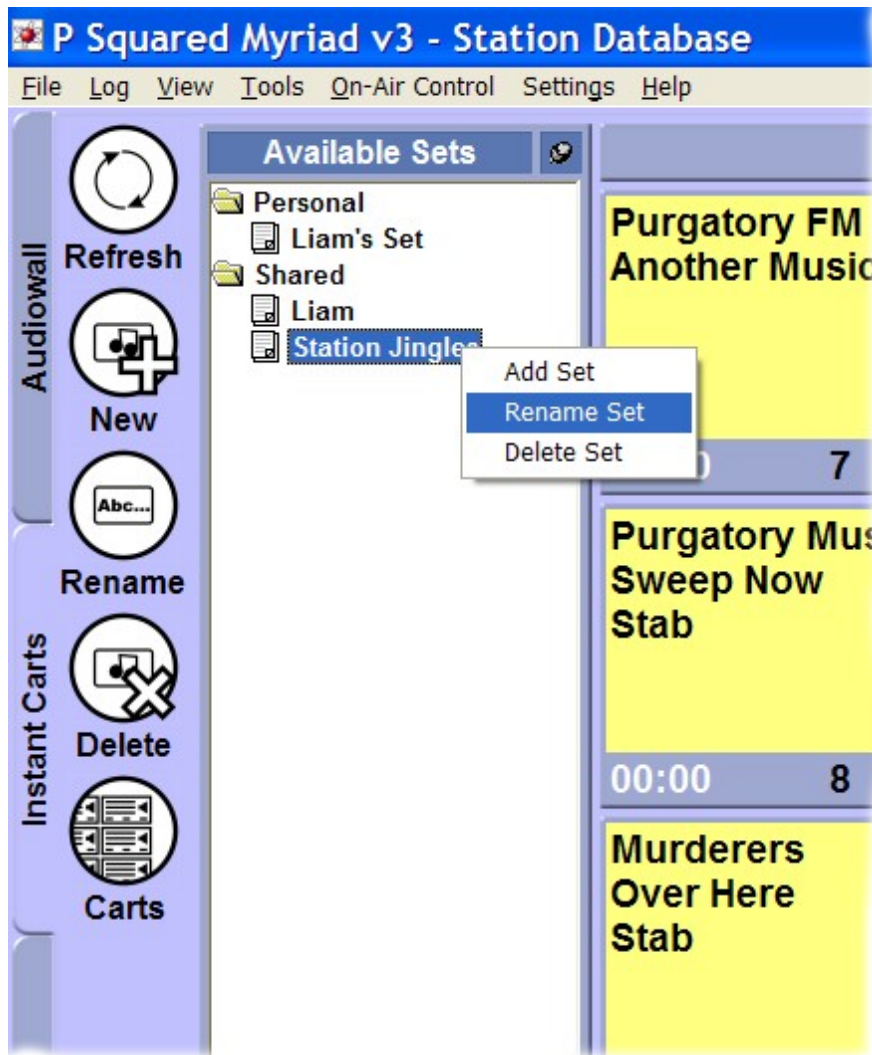 P Squared Myriad v3 - Station Database
File Log View Tools On-Air Control Settings Help
Audiowall
Instant Carts
Refresh
New
Abc...
Rename
Delete
Carts
Available Sets
Personal
Liam's Set
Shared
Liam
Station Jingles
Add Set
Rename Set
Delete Set
Purgatory FM
Another Music
7
Purgatory Mus
Sweep Now
Stab
00:00 8
Murderers
Over Here
Stab